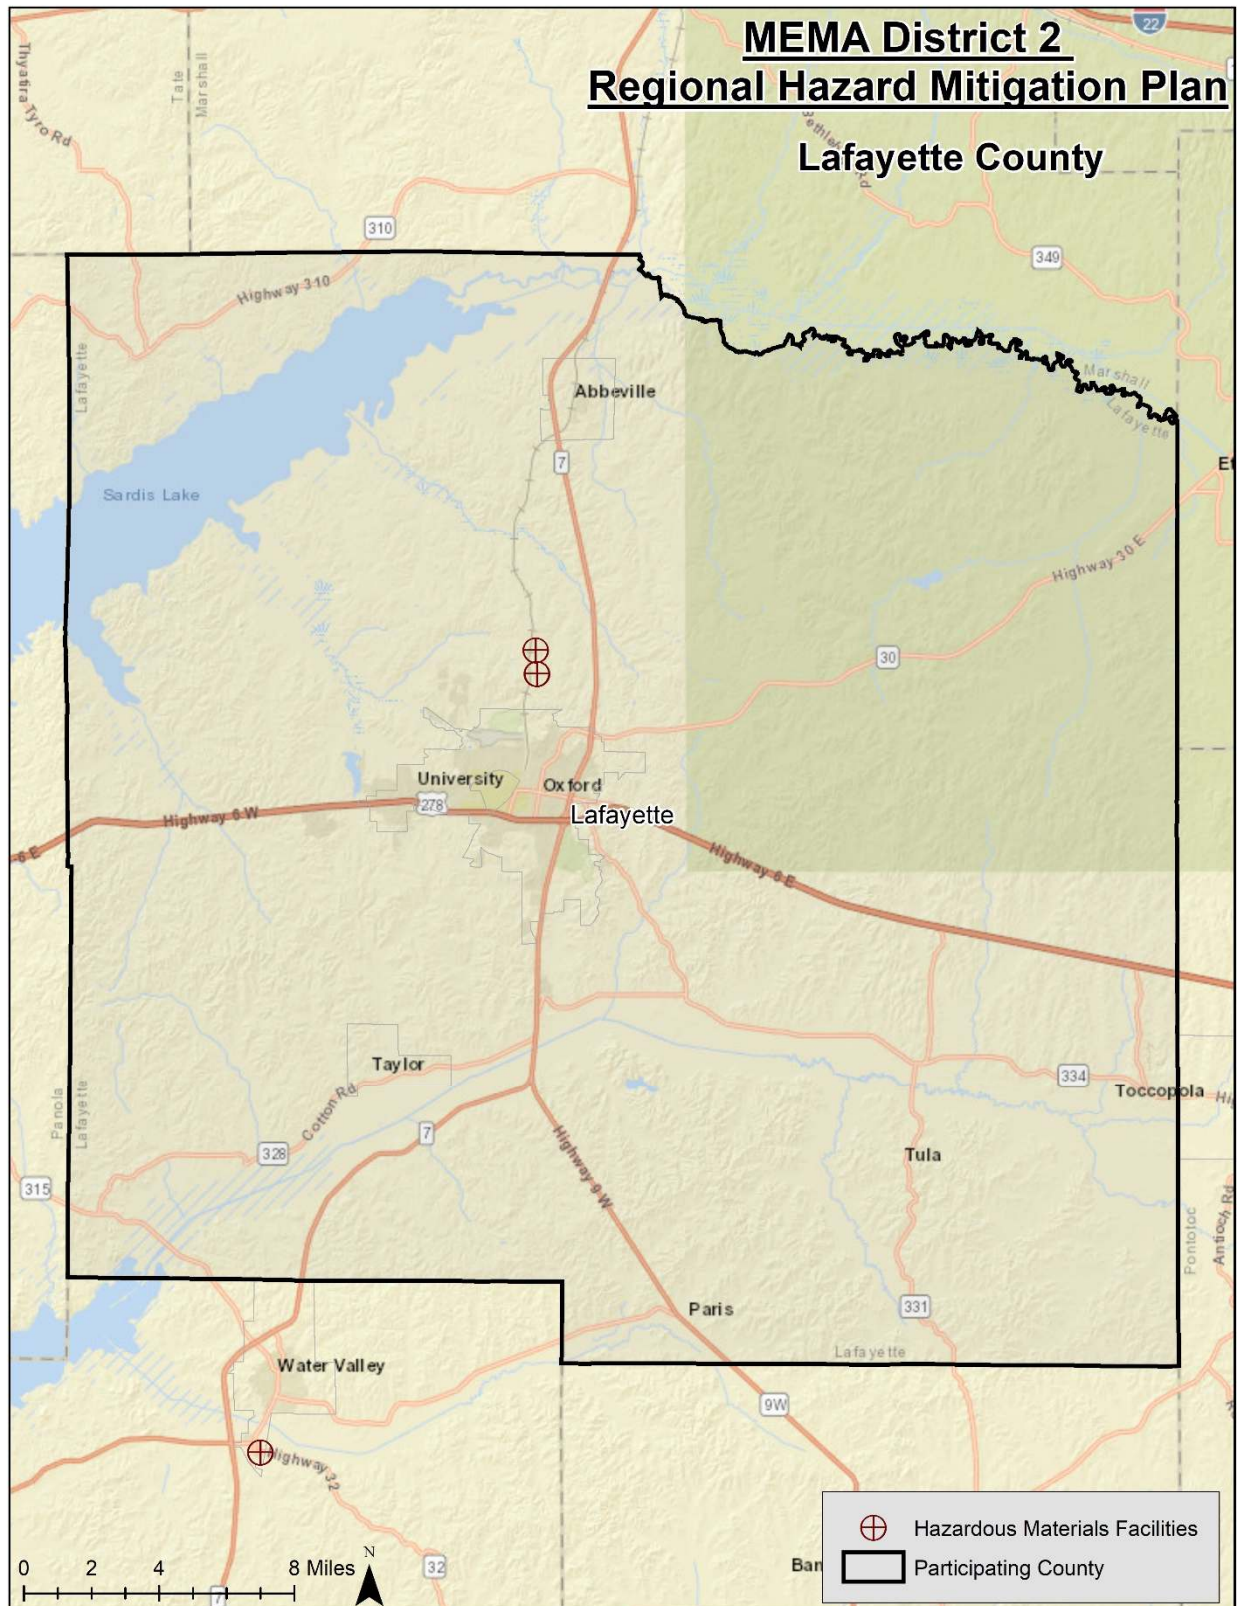 MEMA District 2
Regional Hazard Mitigation Plan
Lafayette County
22
Thyatira Tyro Rd
Tate
Marshall
310
349
Highway 310
Lafayette
Marshall
Lafayette
Abbeville
7
Sardis Lake
Highway 30 E
30
University
Oxford
278
Lafayette
Highway 6 W
6 E
Highway 6 E
Taylor
Cotton Rd
334
Toccopola
Panola
Lafayette
7
328
Highway 9 W
Tula
315
Pontotoc
Antioch Rd
Paris
331
Lafayette
Water Valley
9W
Highway 32
Hazardous Materials Facilities
Participating County
0 2 4 8 Miles
N
32
7